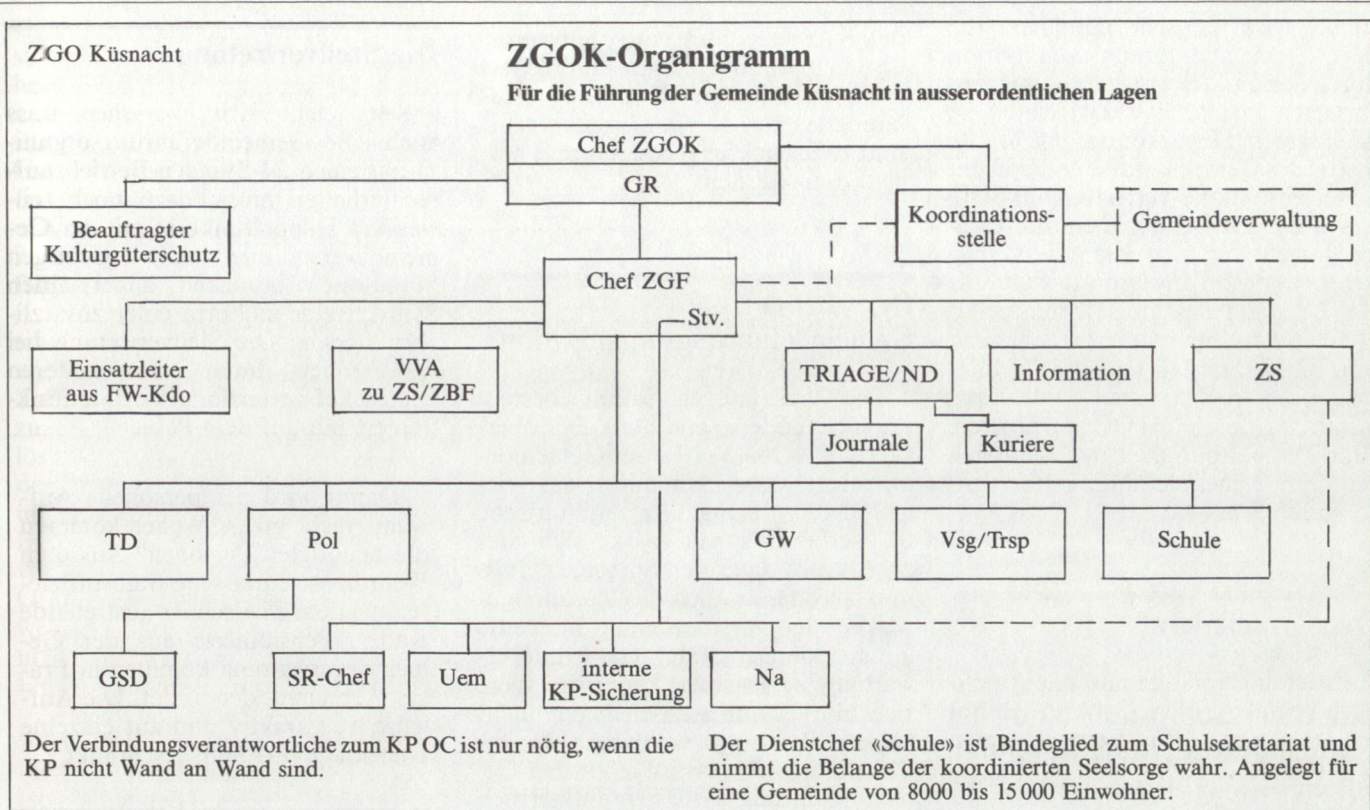 ZGO Küsnacht
ZGOK-Organigramm
Für die Führung der Gemeinde Küsnacht in ausserordentlichen Lagen
Chef ZGOK
GR
Beauftragter
Kulturgüterschutz
Koordinations-
stelle
Gemeindeverwaltung
Chef ZGF
Stv.
Einsatzleiter
aus FW-Kdo
VVA
zu ZS/ZBF
TRIAGE/ND
Information
ZS
Journale
Kuriere
TD
Pol
GW
Vsg/Trsp
Schule
GSD
SR-Chef
Uem
interne
KP-Sicherung
Na
Der Verbindungsverantwortliche zum KP OC ist nur nötig, wenn die
KP nicht Wand an Wand sind.
Der Dienstchef «Schule» ist Bindeglied zum Schulsekretariat und
nimmt die Belange der koordinierten Seelsorge wahr. Angelegt für
eine Gemeinde von 8000 bis 15 000 Einwohner.